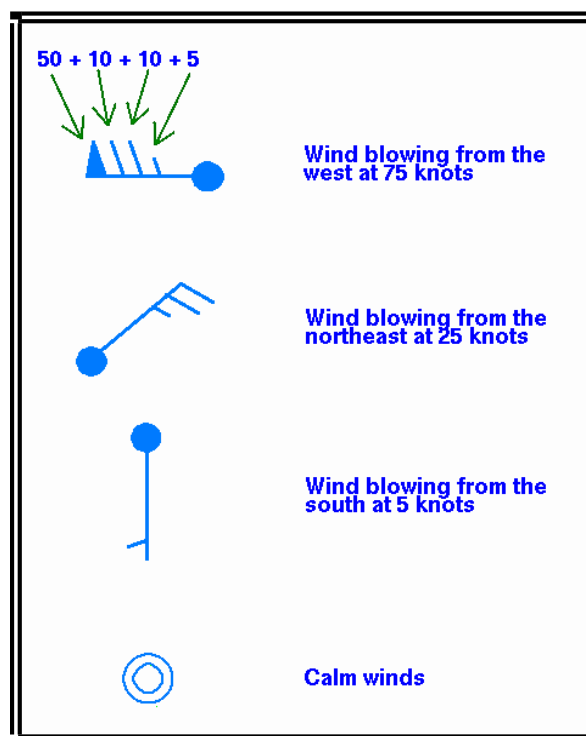 50 + 10 + 10 + 5
Wind blowing from the
west at 75 knots
Wind blowing from the
northeast at 25 knots
Wind blowing from the
south at 5 knots
Calm winds